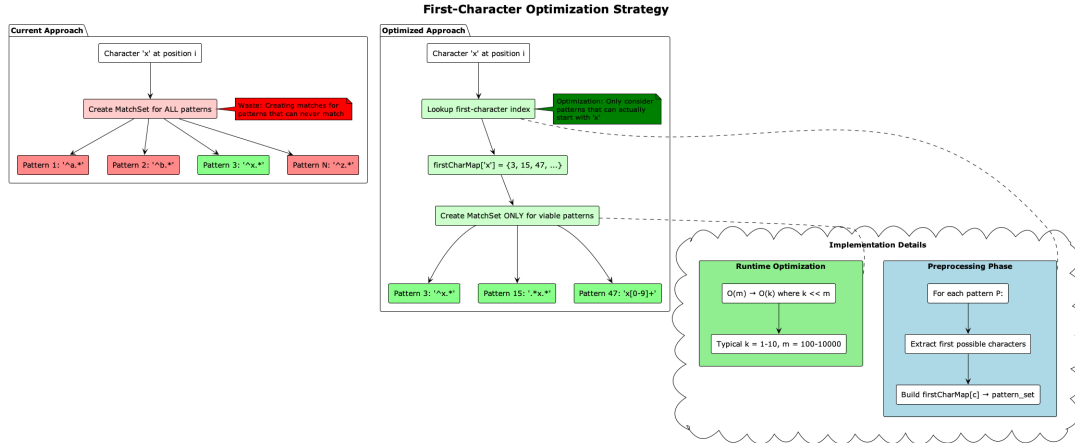 First-Character Optimization Strategy
Current Approach
Character 'x' at position i
Create MatchSet for ALL patterns
Waste: Creating matches for
patterns that can never match
Pattern 1: '^a.*'
Pattern 2: '^b.*'
Pattern 3: '^x.*'
Pattern N: '^z.*'
Optimized Approach
Character 'x' at position i
Lookup first-character index
Optimization: Only consider
patterns that can actually
start with 'x'
firstCharMap['x'] = {3, 15, 47, ...}
Create MatchSet ONLY for viable patterns
Pattern 3: '^x.*'
Pattern 15: '.*x.*'
Pattern 47: 'x[0-9]+'
Implementation Details
Runtime Optimization
O(m) → O(k) where k << m
Typical k = 1-10, m = 100-10000
Preprocessing Phase
For each pattern P:
Extract first possible characters
Build firstCharMap[c] → pattern_set